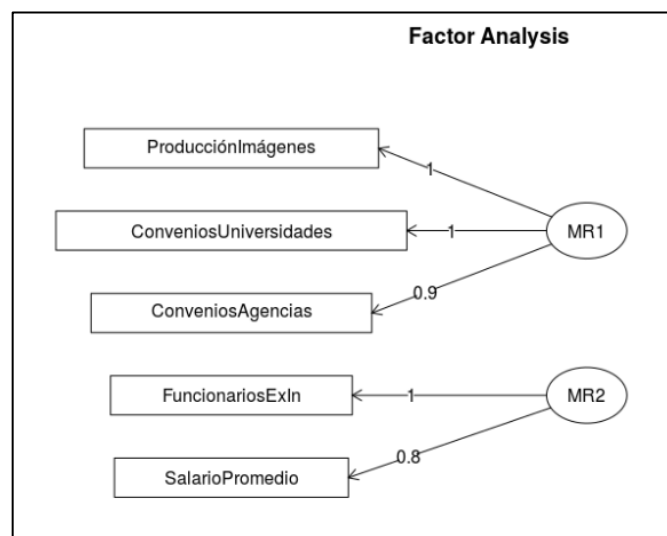 Factor Analysis
ProducciónImágenes
1
ConveniosUniversidades
1
MR1
ConveniosAgencias
0.9
FuncionariosExIn
1
MR2
SalarioPromedio
0.8